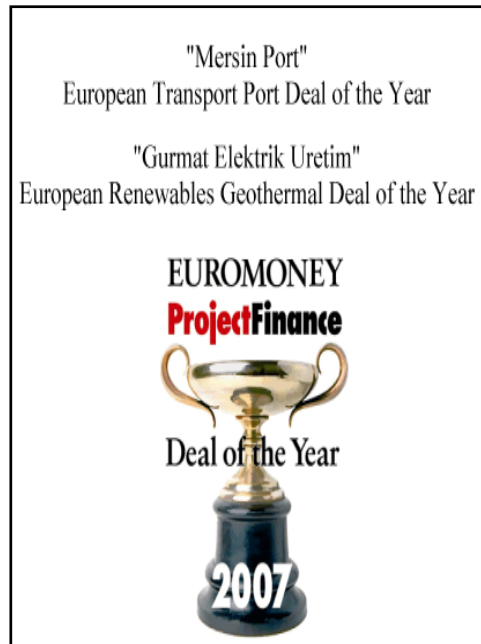 "Mersin Port"
European Transport Port Deal of the Year
"Gurmat Elektrik Uretim"
European Renewables Geothermal Deal of the Year
EUROMONEY
ProjectFinance
Deal of the Year
2007